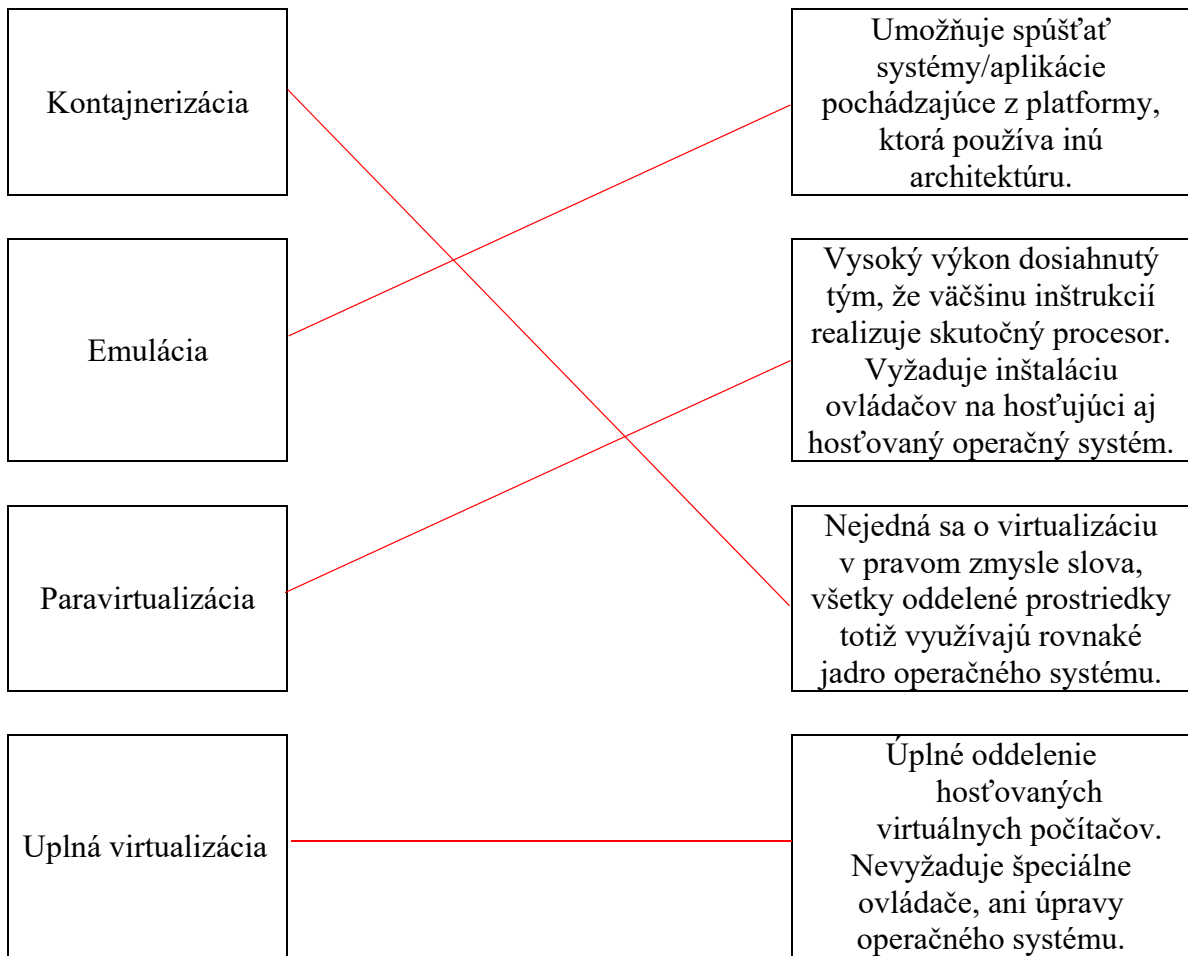 Kontajnerizácia
Umožňuje spúšťať
systémy/aplikácie
pochádzajúce z platformy,
ktorá používa inú
architektúru.
Emulácia
Vysoký výkon dosiahnutý
tým, že väčšinu inštrukcií
realizuje skutočný procesor.
Vyžaduje inštaláciu
ovládačov na hosťujúci aj
hosťovaný operačný systém.
Paravirtualizácia
Nejedná sa o virtualizáciu
v pravom zmysle slova,
všetky oddelené prostriedky
totiž využívajú rovnaké
jadro operačného systému.
Uplná virtualizácia
Úplné oddelenie
hosťovaných
virtuálnych počítačov.
Nevyžaduje špeciálne
ovládače, ani úpravy
operačného systému.